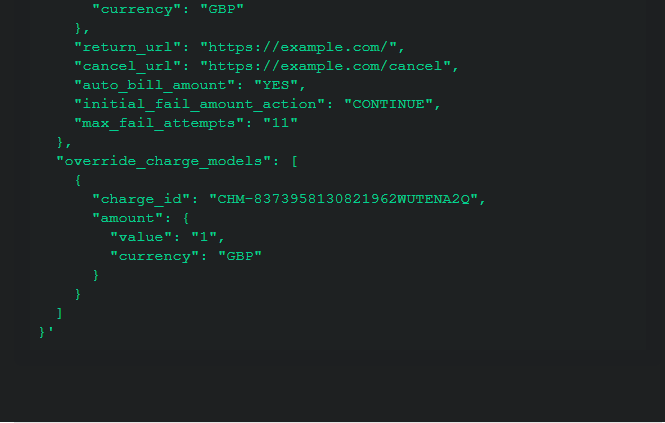 "currency": "GBP"
},
"return_url": "https://example.com/",
"cancel_url": "https://example.com/cancel",
"auto_bill_amount": "YES",
"initial_fail_amount_action": "CONTINUE",
"max_fail_attempts": "11"
},
"override_charge_models": [
{
"charge_id": "CHM-8373958130821962WUTENA2Q",
"amount": {
"value": "1",
"currency": "GBP"
}
}
]
}'